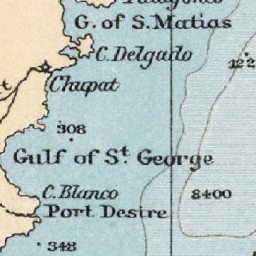 G. of S. Matias
C. Delgado
122
Chupat
308
Gulf of St. George
C. Blanco
8400
Port Desire
348